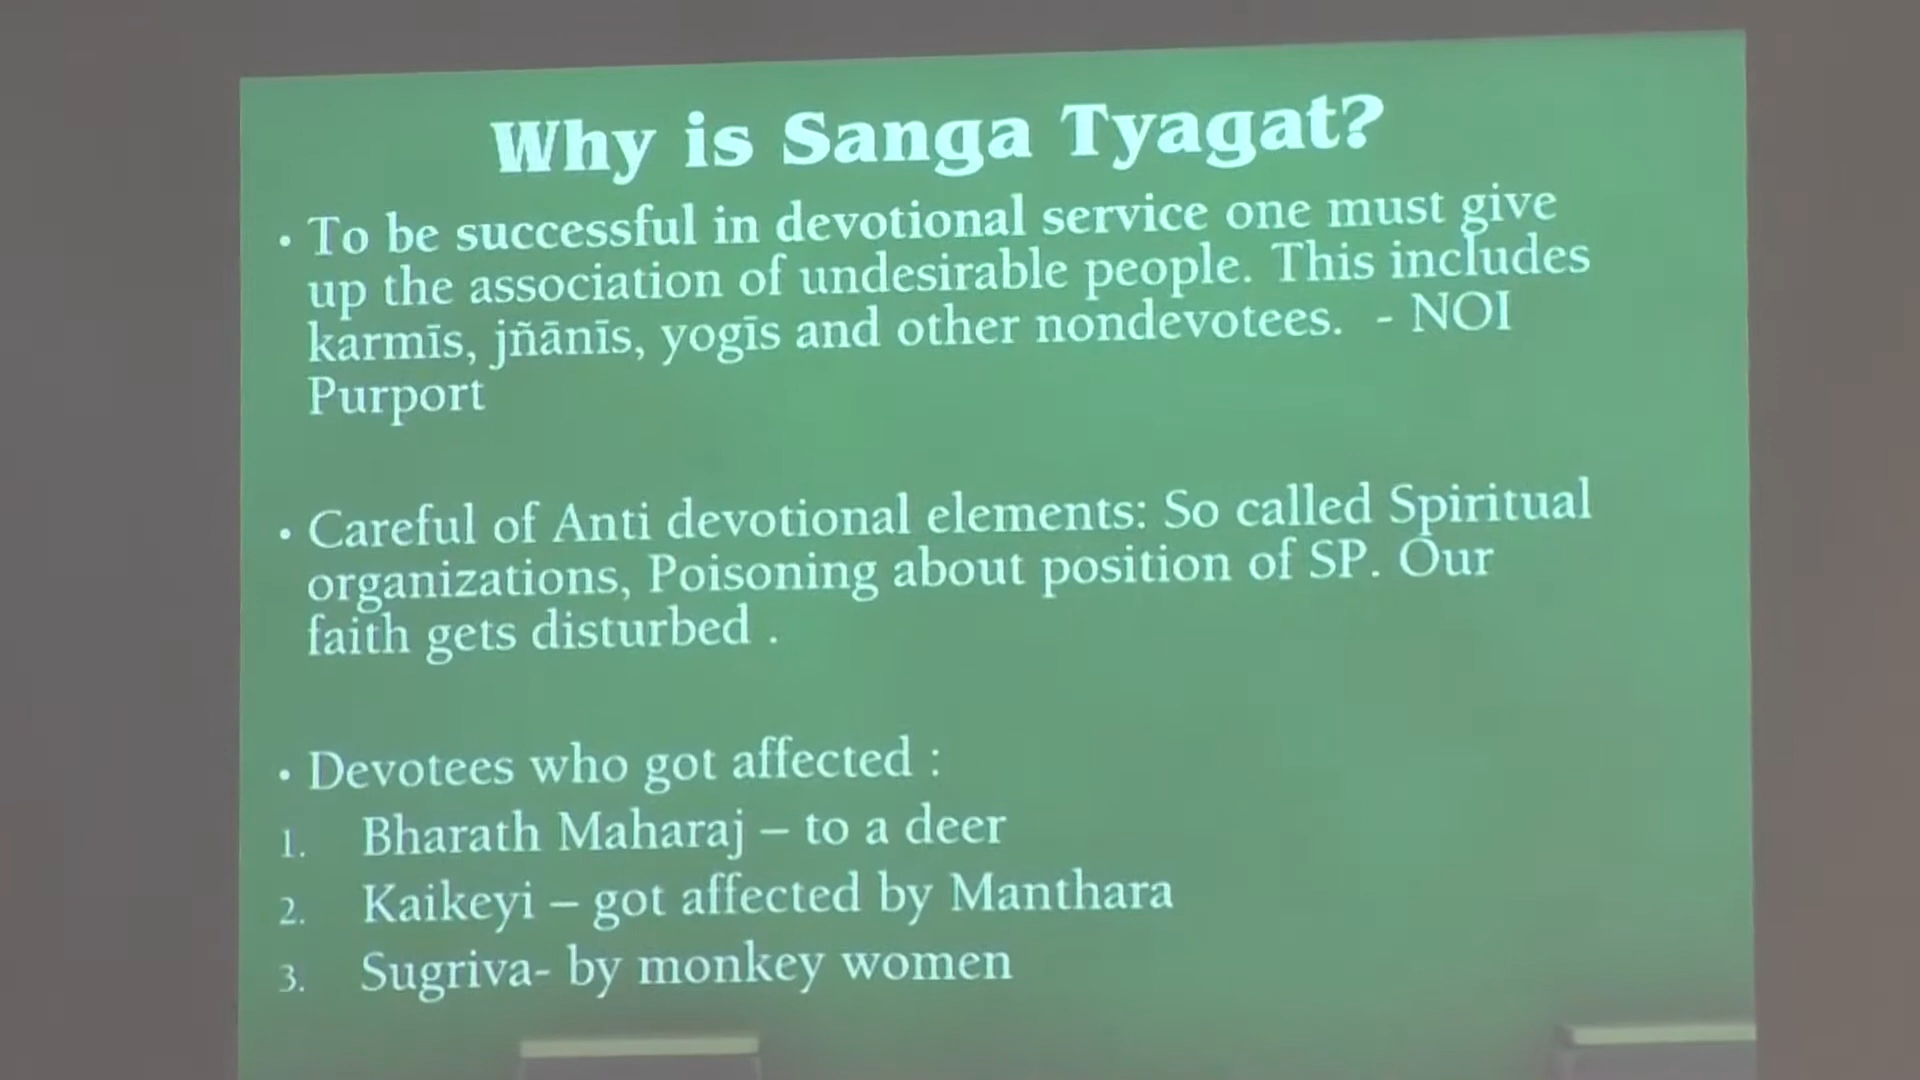 Why is Sanga Tyagat?
• To be successful in devotional service one must give
up the association of undesirable people. This includes
karmīs, jñānīs, yogīs and other nondevotees. - NOI
Purport
• Careful of Anti devotional elements: So called Spiritual
organizations, Poisoning about position of SP. Our
faith gets disturbed .
• Devotees who got affected :
1. Bharath Maharaj – to a deer
2. Kaikeyi – got affected by Manthara
3. Sugriva- by monkey women